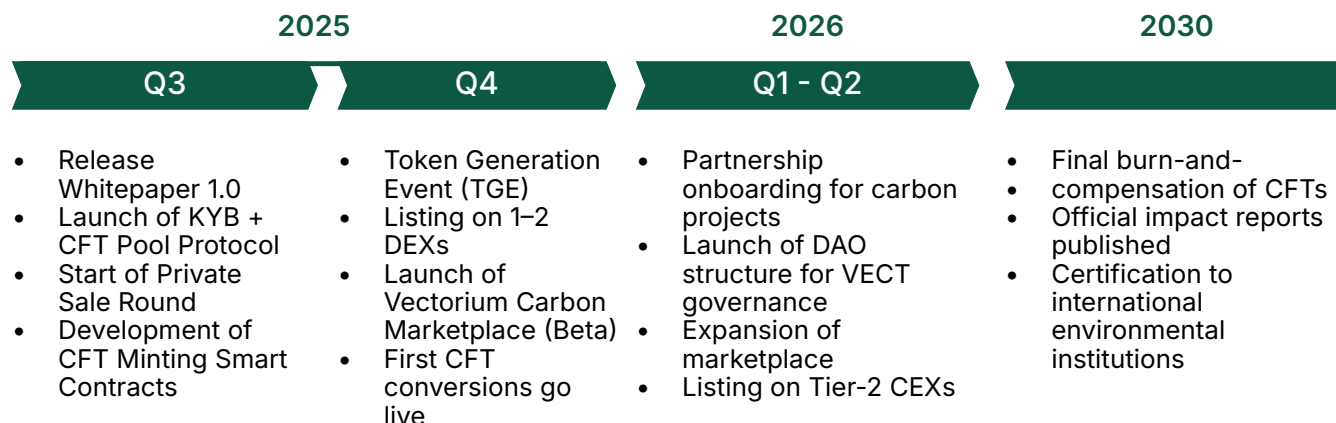 2025
2026
2030
Q3
Q4
Q1 - Q2
• Release
Whitepaper 1.0
• Launch of KYB +
CFT Pool Protocol
• Start of Private
Sale Round
• Development of
CFT Minting Smart
Contracts
• Token Generation
Event (TGE)
• Listing on 1–2
DEXs
• Launch of
Vectorium Carbon
Marketplace (Beta)
• First CFT
conversions go
live
• Partnership
onboarding for carbon
projects
• Launch of DAO
structure for VECT
governance
• Expansion of
marketplace
• Listing on Tier-2 CEXs
• Final burn-and-
• compensation of CFTs
• Official impact reports
published
• Certification to
international
environmental
institutions